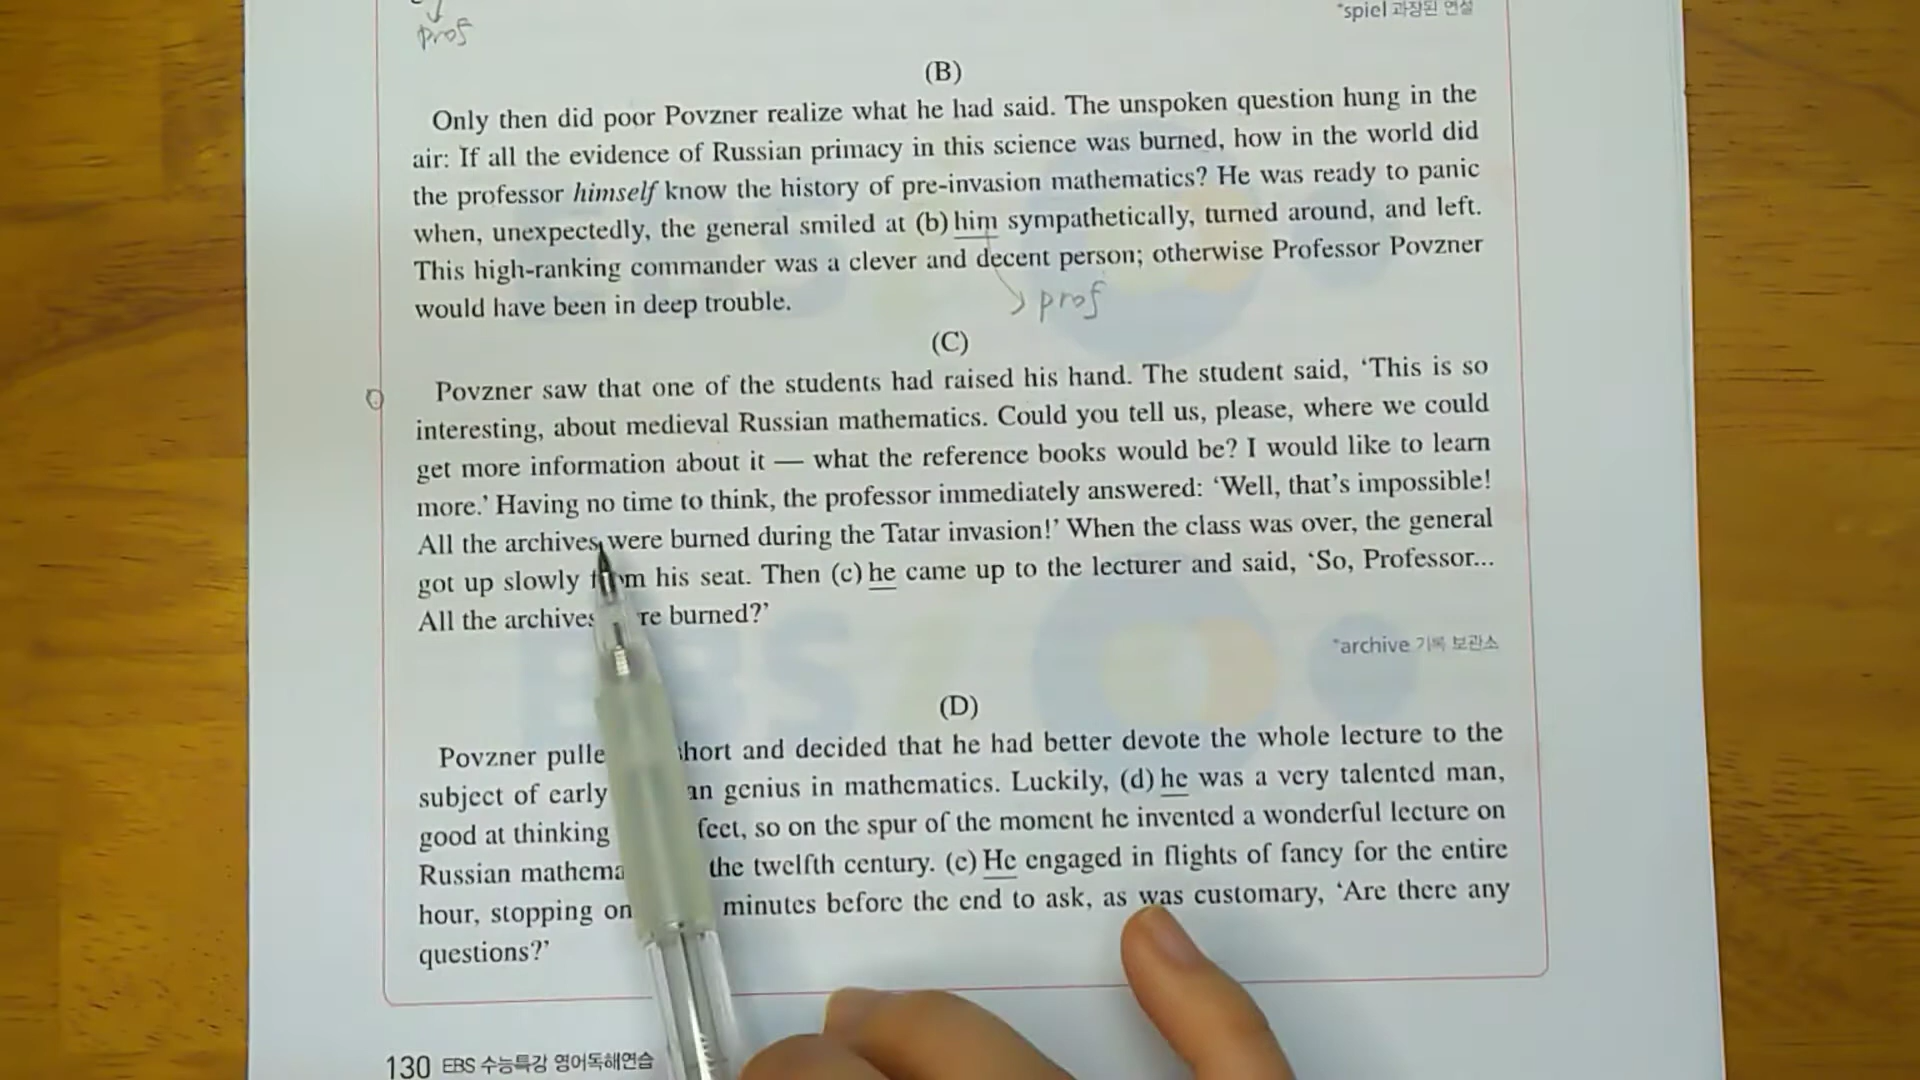 prof
*spiel 과장된 연설
(B)
Only then did poor Povzner realize what he had said. The unspoken question hung in the
air: If all the evidence of Russian primacy in this science was burned, how in the world did
the professor himself know the history of pre-invasion mathematics? He was ready to panic
when, unexpectedly, the general smiled at (b) him sympathetically, turned around, and left.
This high-ranking commander was a clever and decent person; otherwise Professor Povzner
would have been in deep trouble.
prof
(C)
Povzner saw that one of the students had raised his hand. The student said, ‘This is so
interesting, about medieval Russian mathematics. Could you tell us, please, where we could
get more information about it — what the reference books would be? I would like to learn
more.’ Having no time to think, the professor immediately answered: ‘Well, that’s impossible!
All the archives were burned during the Tatar invasion!’ When the class was over, the general
got up slowly from his seat. Then (c) he came up to the lecturer and said, ‘So, Professor...
All the archives re burned?’
*archive 기록 보관소
(D)
Povzner pulle short and decided that he had better devote the whole lecture to the
subject of early an genius in mathematics. Luckily, (d) he was a very talented man,
good at thinking feet, so on the spur of the moment he invented a wonderful lecture on
Russian mathema the twelfth century. (e) He engaged in flights of fancy for the entire
hour, stopping on minutes before the end to ask, as was customary, ‘Are there any
questions?’
130 EBS 수능특강 영어독해연습